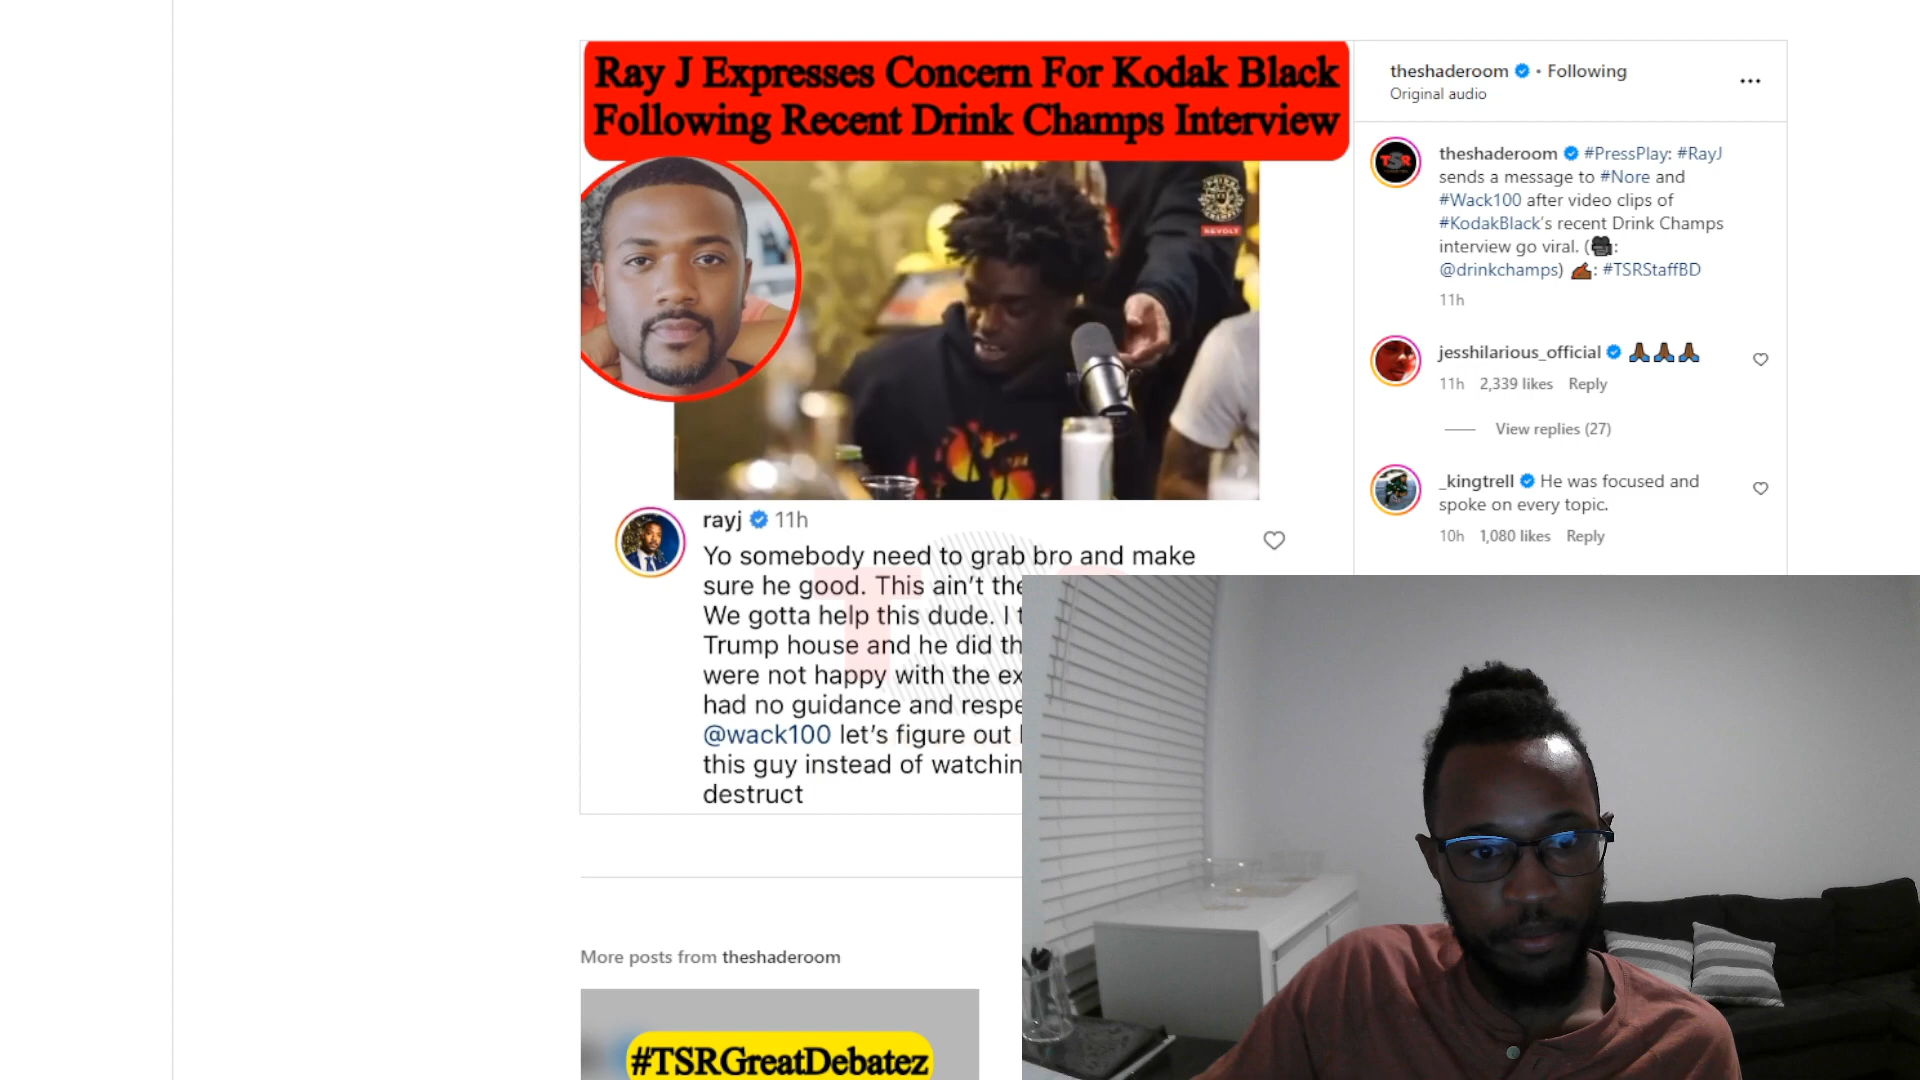 Ray J Expresses Concern For Kodak Black
Following Recent Drink Champs Interview
REVOLT
rayj 11h
Yo somebody need to grab bro and make
sure he good. This ain't the
We gotta help this dude. I
Trump house and he did th
were not happy with the ex
had no guidance and respe
@wack100 let's figure out
this guy instead of watchin
destruct
More posts from theshaderoom
#TSRGreatDebatez
theshaderoom • Following
Original audio
TSR
theshaderoom #PressPlay: #RayJ
sends a message to #Nore and
#Wack100 after video clips of
#KodakBlack's recent Drink Champs
interview go viral. (🎥:
@drinkchamps) ✍🏾: #TSRStaffBD
11h
jesshilarious_official 🙏🏾🙏🏾🙏🏾
11h 2,339 likes Reply
View replies (27)
_kingtrell He was focused and
spoke on every topic.
10h 1,080 likes Reply